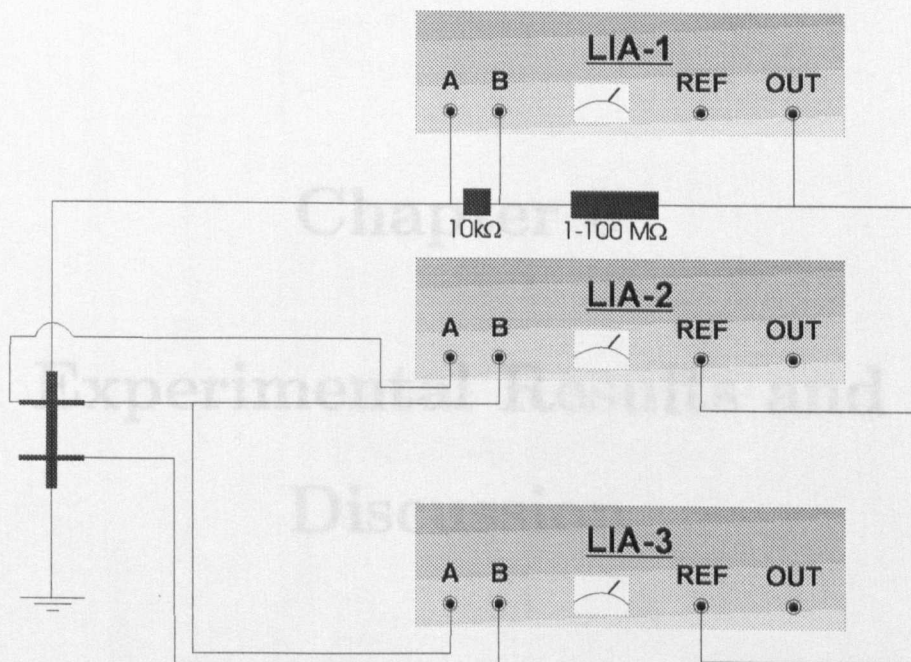 LIA-1
A B REF OUT
10kΩ 1-100 MΩ
Chapter
LIA-2
A B REF OUT
Experimental Results and
Discussion
LIA-3
A B REF OUT